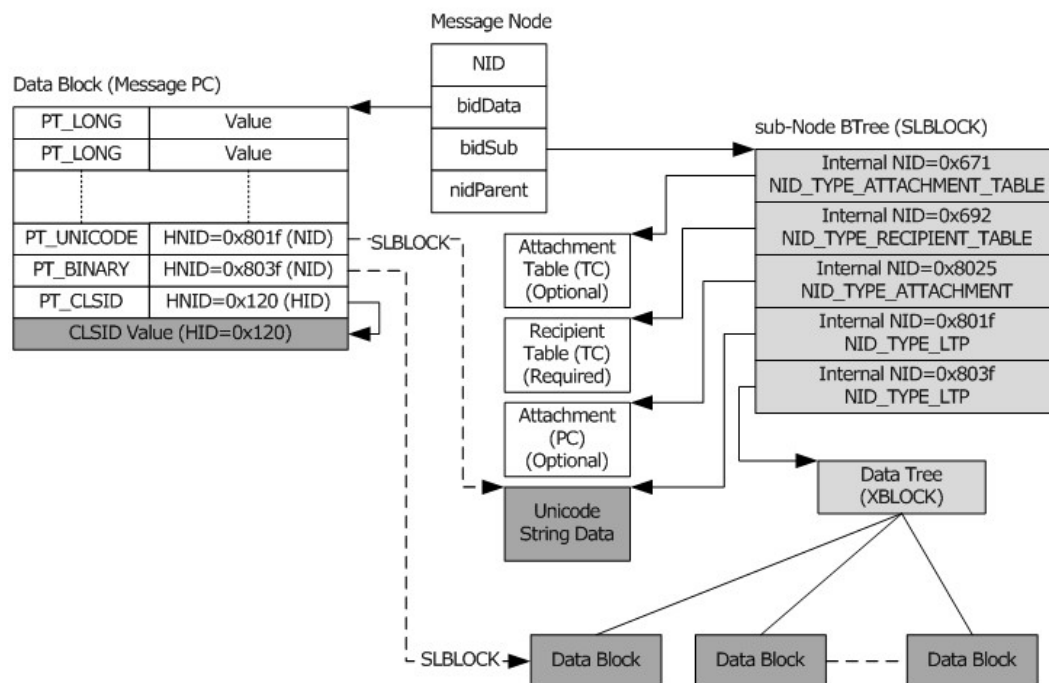 Message Node
NID
bidData
bidSub
nidParent
Data Block (Message PC)
PT_LONG Value
PT_LONG Value
PT_UNICODE HNID=0x801f (NID)
PT_BINARY HNID=0x803f (NID)
PT_CLSID HNID=0x120 (HID)
CLSID Value (HID=0x120)
SLBLOCK
sub-Node BTree (SLBLOCK)
Internal NID=0x671
NID_TYPE_ATTACHMENT_TABLE
Internal NID=0x692
NID_TYPE_RECIPIENT_TABLE
Internal NID=0x8025
NID_TYPE_ATTACHMENT
Internal NID=0x801f
NID_TYPE_LTP
Internal NID=0x803f
NID_TYPE_LTP
Attachment
Table (TC)
(Optional)
Recipient
Table (TC)
(Required)
Attachment
(PC)
(Optional)
Unicode
String Data
Data Tree
(XBLOCK)
SLBLOCK
Data Block
Data Block
Data Block